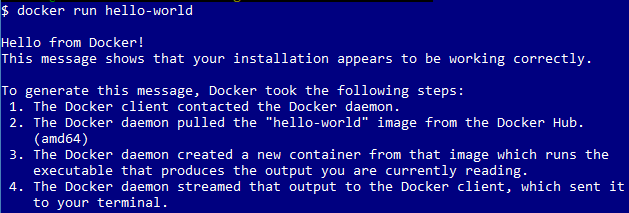 $ docker run hello-world
Hello from Docker!
This message shows that your installation appears to be working correctly.
To generate this message, Docker took the following steps:
1. The Docker client contacted the Docker daemon.
2. The Docker daemon pulled the "hello-world" image from the Docker Hub.
(amd64)
3. The Docker daemon created a new container from that image which runs the
executable that produces the output you are currently reading.
4. The Docker daemon streamed that output to the Docker client, which sent it
to your terminal.